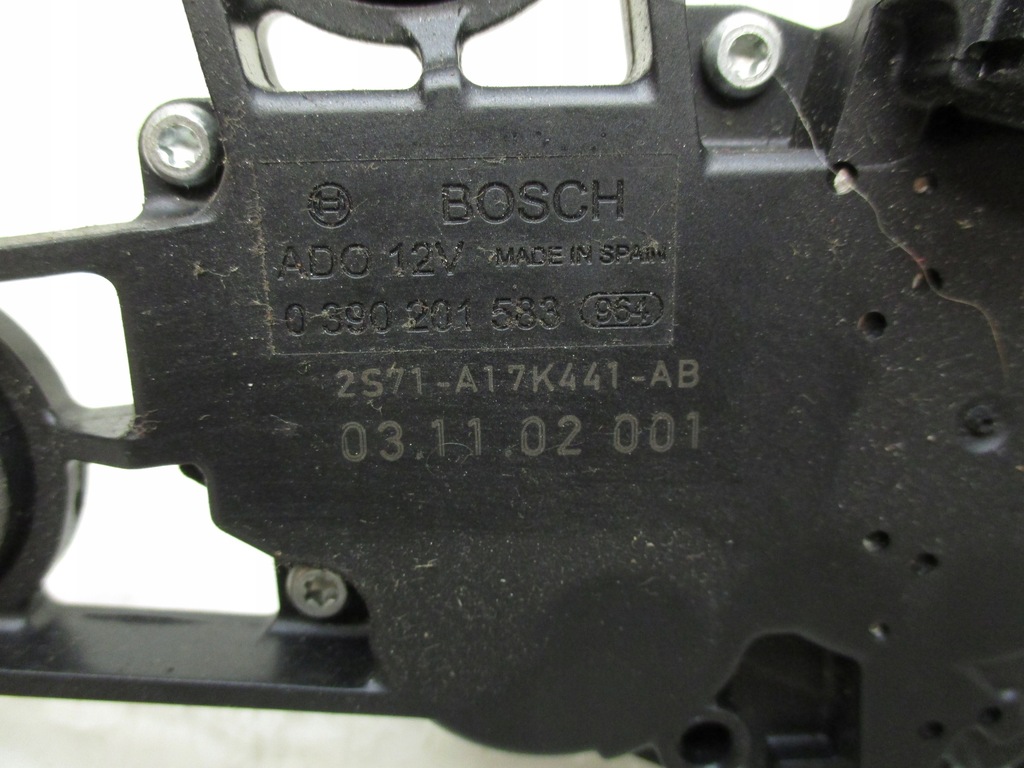 BOSCH
ADO 12V MADE IN SPAIN
0 390 201 583 964
2S71-A17K441-AB
03.11.02 001